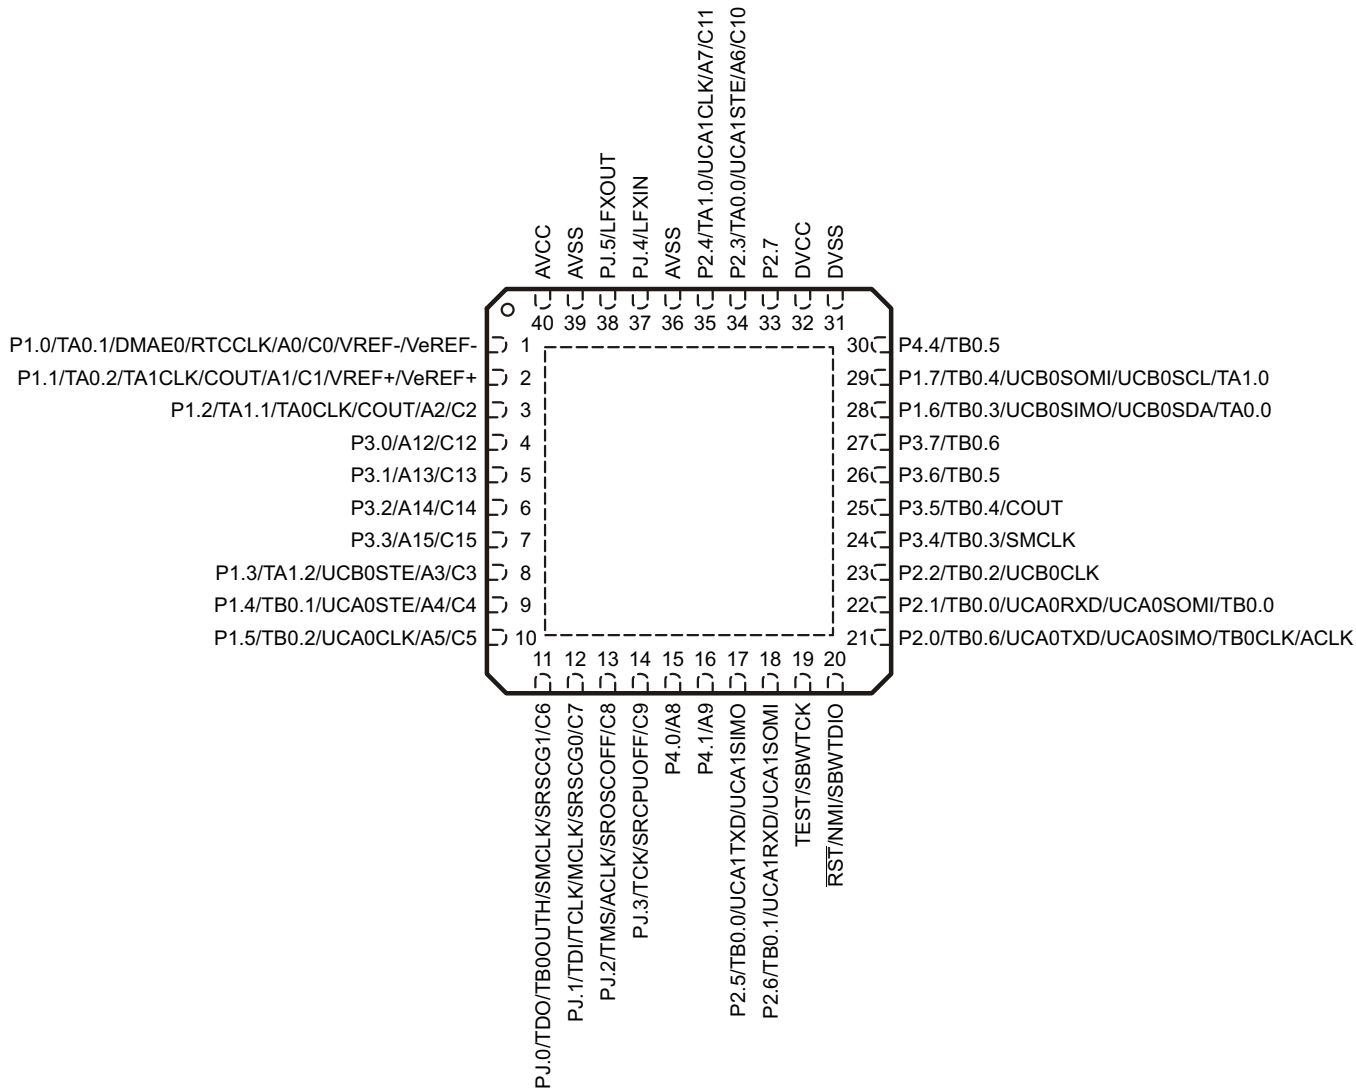 P2.4/TA1.0/UCA1CLK/A7/C11
P2.3/TA0.0/UCA1STE/A6/C10
AVCC
AVSS
PJ.5/LFXOUT
PJ.4/LFXIN
AVSS
P2.7
DVCC
DVSS
40 39 38 37 36 35 34 33 32 31
P1.0/TA0.1/DMAE0/RTCCLK/A0/C0/VREF-/VeREF- 1
P1.1/TA0.2/TA1CLK/COUT/A1/C1/VREF+/VeREF+ 2
P1.2/TA1.1/TA0CLK/COUT/A2/C2 3
P3.0/A12/C12 4
P3.1/A13/C13 5
P3.2/A14/C14 6
P3.3/A15/C15 7
P1.3/TA1.2/UCB0STE/A3/C3 8
P1.4/TB0.1/UCA0STE/A4/C4 9
P1.5/TB0.2/UCA0CLK/A5/C5 10
30 P4.4/TB0.5
29 P1.7/TB0.4/UCB0SOMI/UCB0SCL/TA1.0
28 P1.6/TB0.3/UCB0SIMO/UCB0SDA/TA0.0
27 P3.7/TB0.6
26 P3.6/TB0.5
25 P3.5/TB0.4/COUT
24 P3.4/TB0.3/SMCLK
23 P2.2/TB0.2/UCB0CLK
22 P2.1/TB0.0/UCA0RXD/UCA0SOMI/TB0.0
21 P2.0/TB0.6/UCA0TXD/UCA0SIMO/TB0CLK/ACLK
11 12 13 14 15 16 17 18 19 20
PJ.0/TDO/TB0OUTH/SMCLK/SRSCG1/C6
PJ.1/TDI/TCLK/MCLK/SRSCG0/C7
PJ.2/TMS/ACLK/SROSCOFF/C8
PJ.3/TCK/SRCPUOFF/C9
P4.0/A8
P4.1/A9
P2.5/TB0.0/UCA1TXD/UCA1SIMO
P2.6/TB0.1/UCA1RXD/UCA1SOMI
TEST/SBWTCK
RST/NMI/SBWTDIO